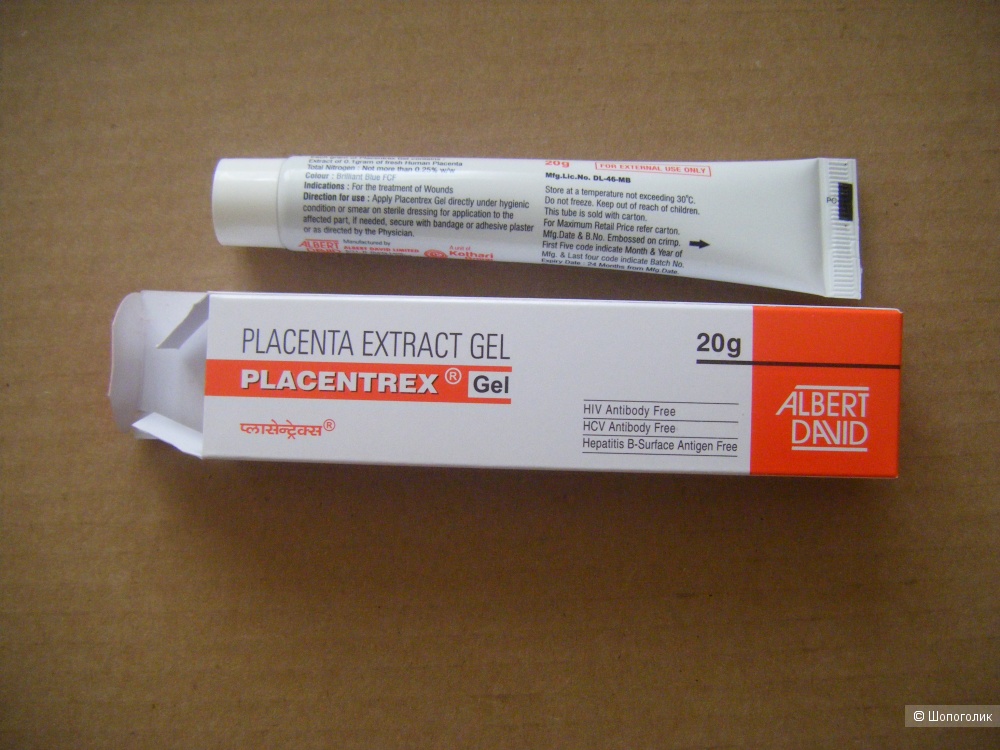 Extract of 0.1gram of fresh Human Placenta
Total Nitrogen : Not more than 0.25% w/w
Colour : Brilliant Blue FCF
Indications : For the treatment of Wounds
Direction for use : Apply Placentrex Gel directly under hygienic
condition or smear on sterile dressing for application to the
affected part, if needed, secure with bandage or adhesive plaster
or as directed by the Physician.
ALBERT
Manufactured by
ALBERT DAVID LIMITED
A unit of
Kothari
20g
FOR EXTERNAL USE ONLY
Mfg.Lic.No. DL-46-MB
Store at a temperature not exceeding 30°C.
Do not freeze. Keep out of reach of children.
This tube is sold with carton.
For Maximum Retail Price refer carton.
Mfg.Date & B.No. Embossed on crimp.
First Five code indicate Month & Year of
Mfg. & Last four code indicate Batch No.
Expiry Date - 24 Months from Mfg.Date.
PLACENTA EXTRACT GEL
PLACENTREX® Gel
प्लासेन्ट्रेक्स®
20g
HIV Antibody Free
HCV Antibody Free
Hepatitis B-Surface Antigen Free
ALBERT
DAVID
© Шопоголик